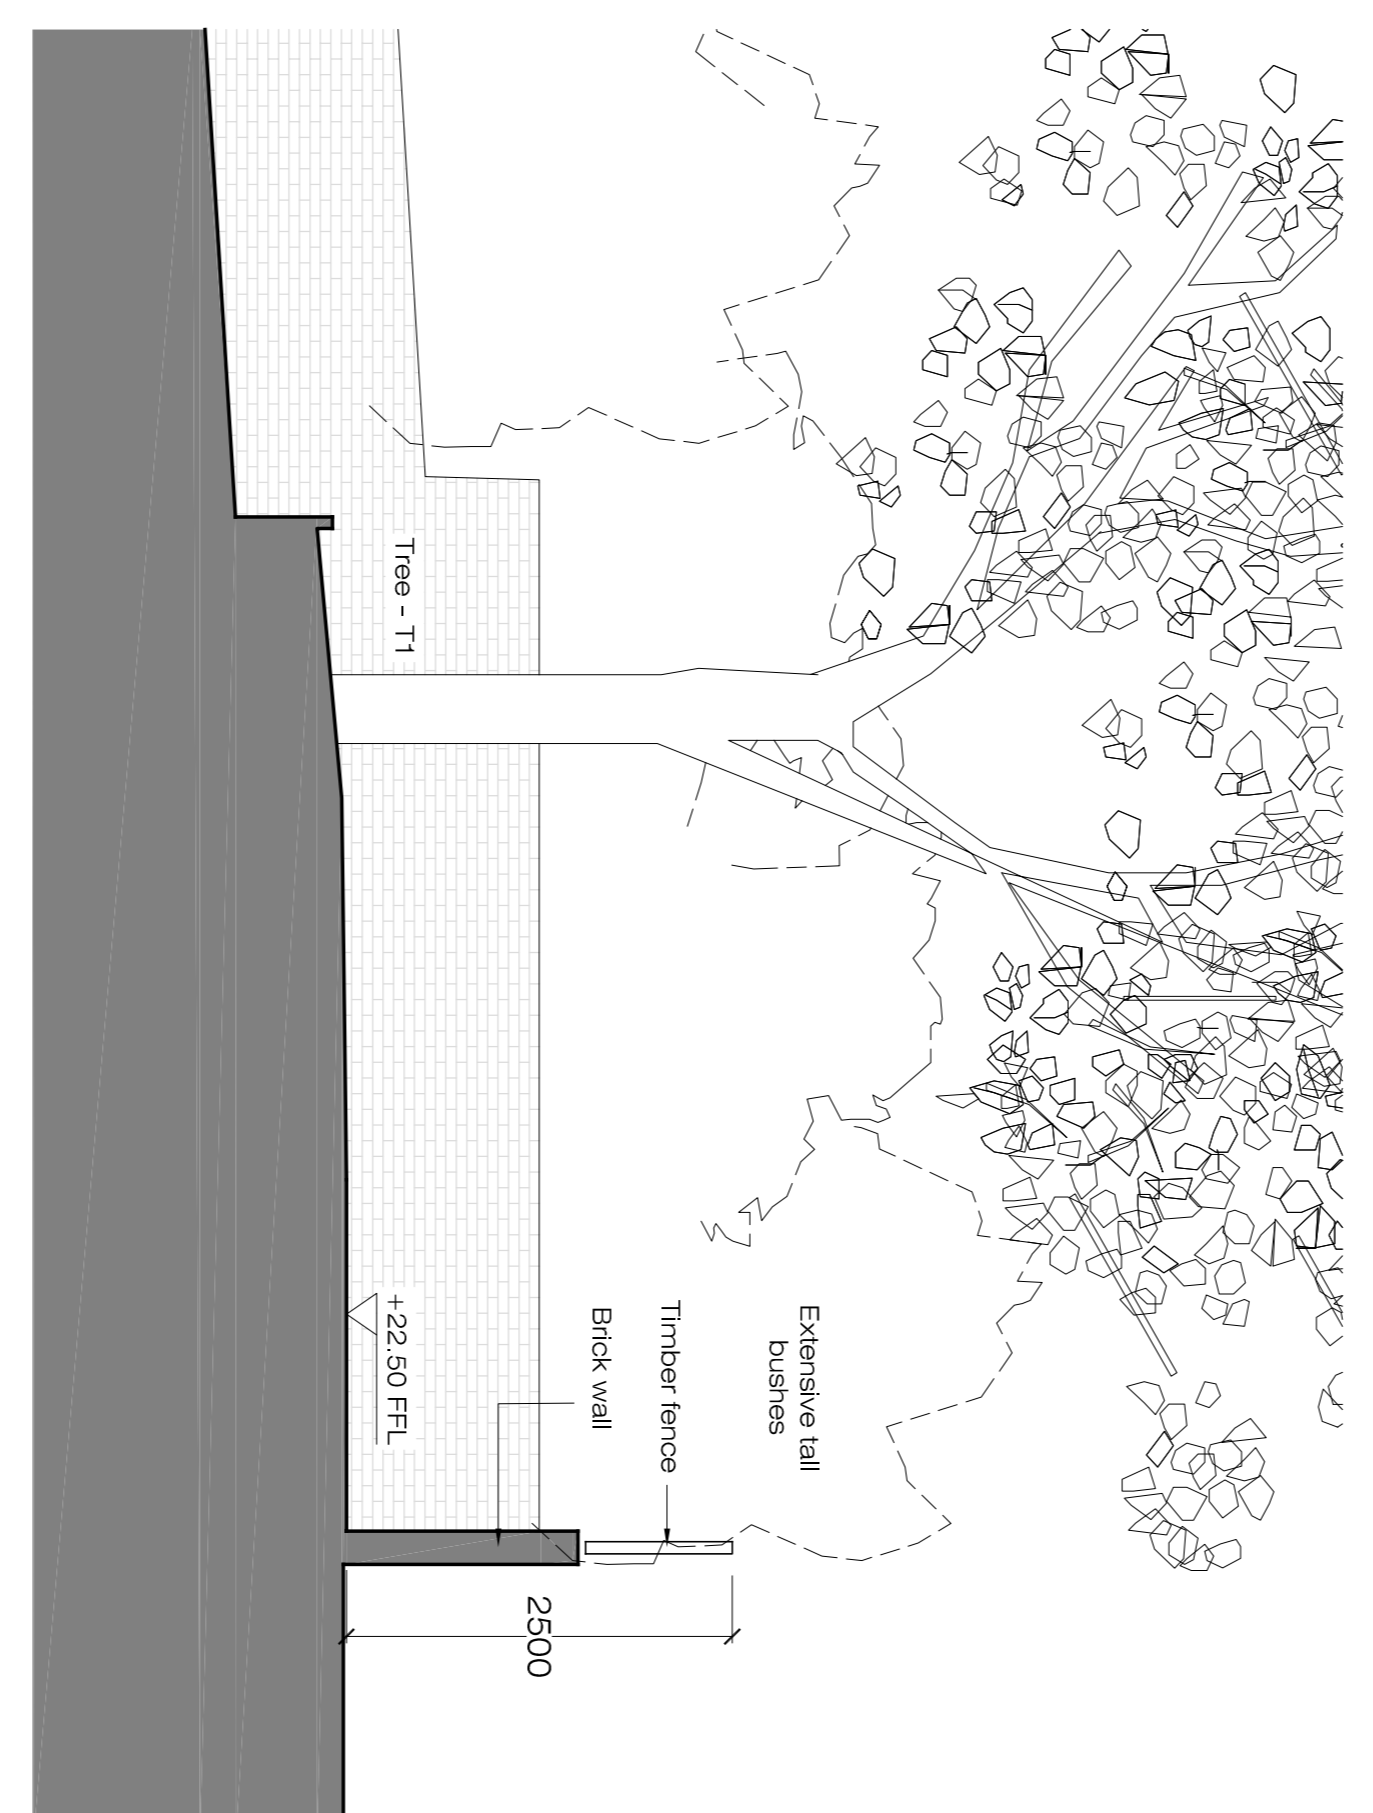 Extensive tall
bushes
Timber fence
Brick wall
2500
+22.50 FFL
Tree - T1